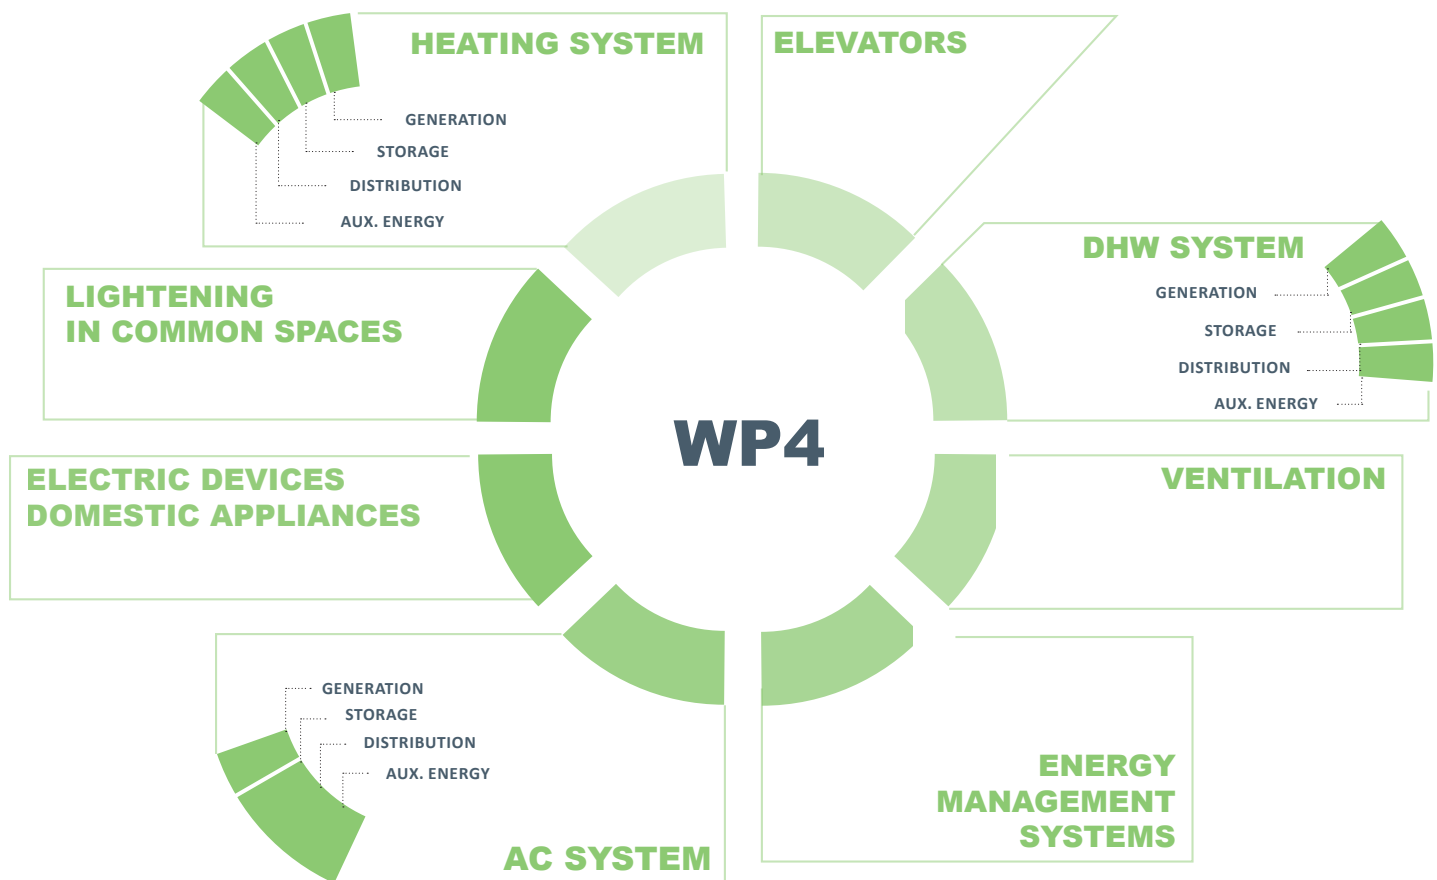 HEATING SYSTEM
GENERATION
STORAGE
DISTRIBUTION
AUX. ENERGY
ELEVATORS
DHW SYSTEM
GENERATION
STORAGE
DISTRIBUTION
AUX. ENERGY
LIGHTENING
IN COMMON SPACES
WP4
ELECTRIC DEVICES
DOMESTIC APPLIANCES
VENTILATION
GENERATION
STORAGE
DISTRIBUTION
AUX. ENERGY
AC SYSTEM
ENERGY
MANAGEMENT
SYSTEMS